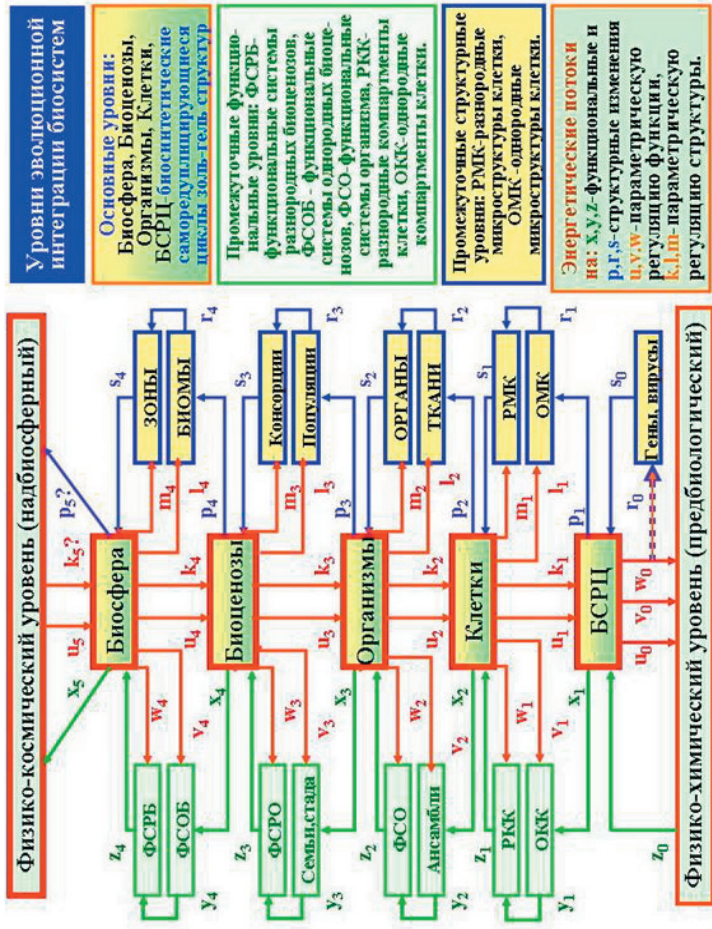 Физико-космический уровень (надбиосферный)
x₅
u₅
k₅?
p₅?
Биосфера
z₄
ФСРБ
ФСОБ
y₄
w₄
v₄
x₄
u₄
k₄
p₄
m₄
l₄
s₄
ЗОНЫ
БИОМЫ
r₄
Биоценозы
z₃
ФСРО
Семьи,стада
y₃
w₃
v₃
x₃
u₃
k₃
p₃
m₃
l₃
s₃
Консорции
Популяции
r₃
Организмы
z₂
ФСО
Ансамбли
y₂
w₂
v₂
x₂
u₂
k₂
p₂
m₂
l₂
s₂
ОРГАНЫ
ТКАНИ
r₂
Клетки
z₁
РКК
ОКК
y₁
w₁
v₁
x₁
u₁
k₁
p₁
m₁
l₁
s₁
РМК
ОМК
r₁
БСРЦ
z₀
u₀
v₀
w₀
r₀
s₀
Гены, вирусы
Физико-химический уровень (предбиологический)
Уровни эволюционной
интеграции биосистем
Основные уровни:
Биосфера, Биоценозы,
Организмы, Клетки,
БСРЦ-биосинтетические
саморедуплицирующиеся
циклы золь-гель структур
Промежуточные функцио-
нальные уровни: ФСРБ-
функциональные системы
разнородных биоценозов,
ФСОБ - функциональные
системы однородных биоце-
нозов, ФСО-функциональные
системы организма, РКК-
разнородные компартменты
клетки, ОКК-однородные
компартменты клетки.
Промежуточные структурные
уровни: РМК-разнородные
микроструктуры клетки,
ОМК-однородные
микроструктуры клетки.
Энергетические потоки
на: x,y,z-функциональные и
p,r,s-структурные изменения
u,v,w-параметрическую
регуляцию функции,
k,l,m-параметрическую
регуляцию структуры.